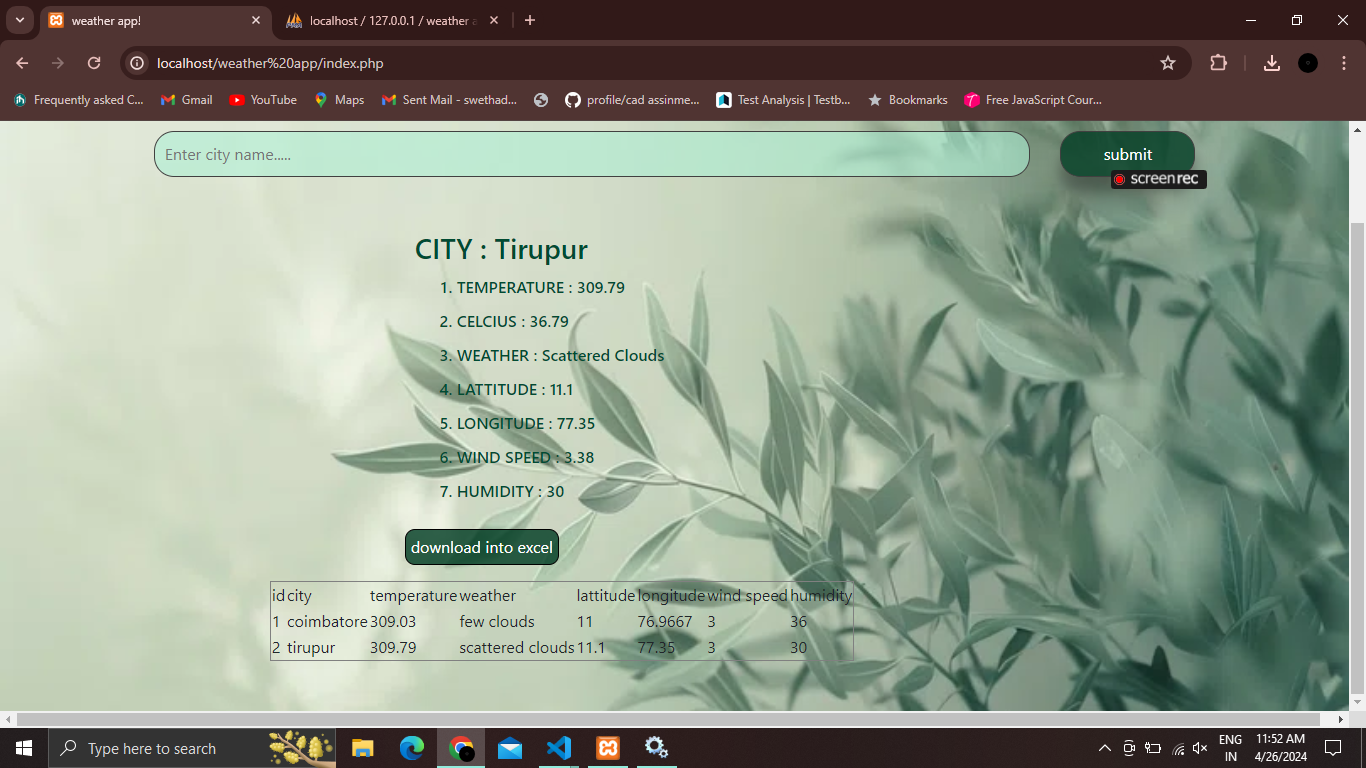 weather app!
localhost / 127.0.0.1 / weather a
localhost/weather%20app/index.php
Frequently asked C...
Gmail
YouTube
Maps
Sent Mail - swethad...
profile/cad assinme...
Test Analysis | Testb...
Bookmarks
Free JavaScript Cour...
Enter city name.....
submit
screenrec
CITY : Tirupur
1. TEMPERATURE : 309.79
2. CELCIUS : 36.79
3. WEATHER : Scattered Clouds
4. LATTITUDE : 11.1
5. LONGITUDE : 77.35
6. WIND SPEED : 3.38
7. HUMIDITY : 30
download into excel
id city temperature weather lattitude longitude wind speed humidity
1 coimbatore 309.03 few clouds 11 76.9667 3 36
2 tirupur 309.79 scattered clouds 11.1 77.35 3 30
Type here to search
ENG
IN
11:52 AM
4/26/2024